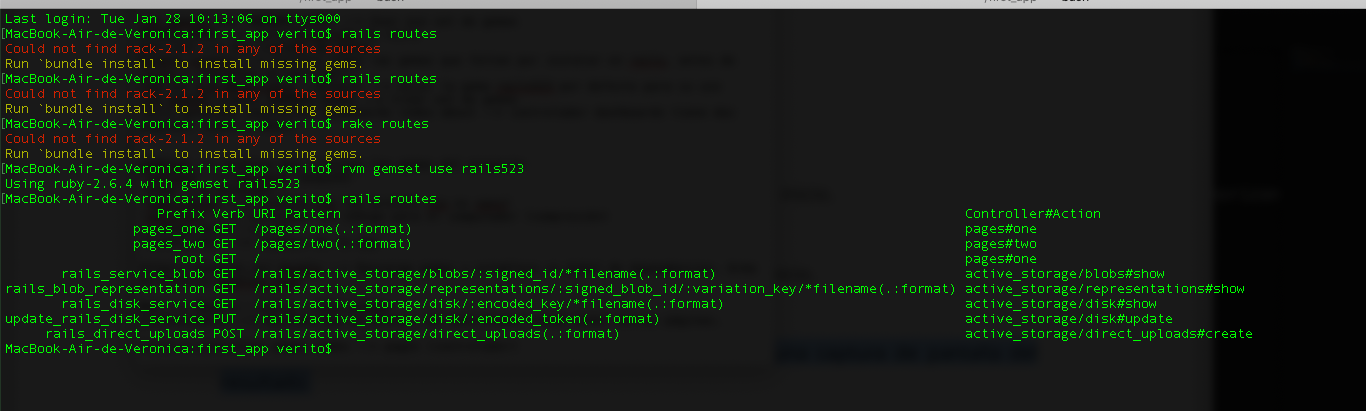 Last login: Tue Jan 28 10:13:06 on ttys000
[MacBook-Air-de-Veronica:first_app verito$ rails routes
Could not find rack-2.1.2 in any of the sources
Run `bundle install` to install missing gems.
[MacBook-Air-de-Veronica:first_app verito$ rails routes
Could not find rack-2.1.2 in any of the sources
Run `bundle install` to install missing gems.
[MacBook-Air-de-Veronica:first_app verito$ rake routes
Could not find rack-2.1.2 in any of the sources
Run `bundle install` to install missing gems.
[MacBook-Air-de-Veronica:first_app verito$ rvm gemset use rails523
Using ruby-2.6.4 with gemset rails523
[MacBook-Air-de-Veronica:first_app verito$ rails routes
Prefix Verb URI Pattern Controller#Action
pages_one GET /pages/one(.:format) pages#one
pages_two GET /pages/two(.:format) pages#two
root GET / pages#one
rails_service_blob GET /rails/active_storage/blobs/:signed_id/*filename(.:format) active_storage/blobs#show
rails_blob_representation GET /rails/active_storage/representations/:signed_blob_id/:variation_key/*filename(.:format) active_storage/representations#show
rails_disk_service GET /rails/active_storage/disk/:encoded_key/*filename(.:format) active_storage/disk#show
update_rails_disk_service PUT /rails/active_storage/disk/:encoded_token(.:format) active_storage/disk#update
rails_direct_uploads POST /rails/active_storage/direct_uploads(.:format) active_storage/direct_uploads#create
MacBook-Air-de-Veronica:first_app verito$